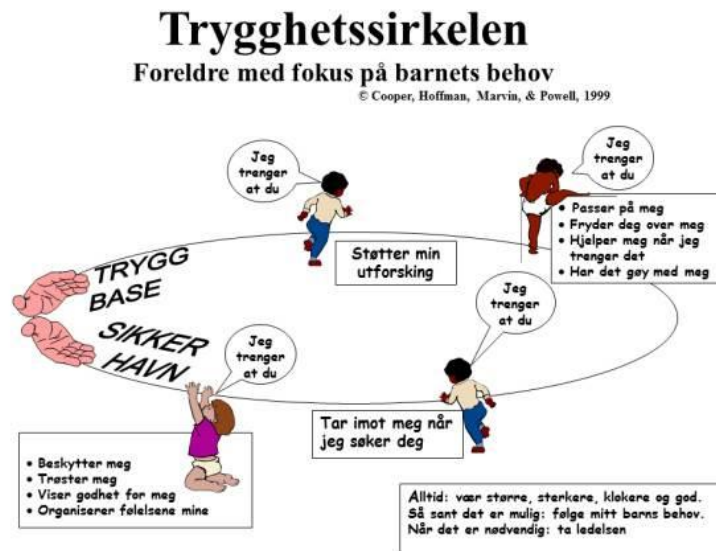 Trygghetssirkelen
Foreldre med fokus på barnets behov
© Cooper, Hoffman, Marvin, & Powell, 1999
Jeg
trenger
at du
Støtter min
utforsking
Jeg
trenger
at du
• Passer på meg
• Fryder deg over meg
• Hjelper meg når jeg
trenger det
• Har det gøy med meg
TRYGG
BASE
SIKKER
HAVN
Jeg
trenger
at du
Tar imot meg når
jeg søker deg
Jeg
trenger
at du
• Beskytter meg
• Trøster meg
• Viser godhet for meg
• Organiserer følelsene mine
Alltid: vær større, sterkere, klokere og god.
Så sant det er mulig: følge mitt barns behov.
Når det er nødvendig: ta ledelsen